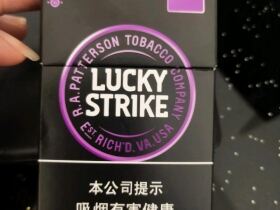 R.A. PATTERSON TOBACCO COMPANY
LUCKY
STRIKE
EST. RICH'D. VA. USA
本公司提示
吸烟有害健康